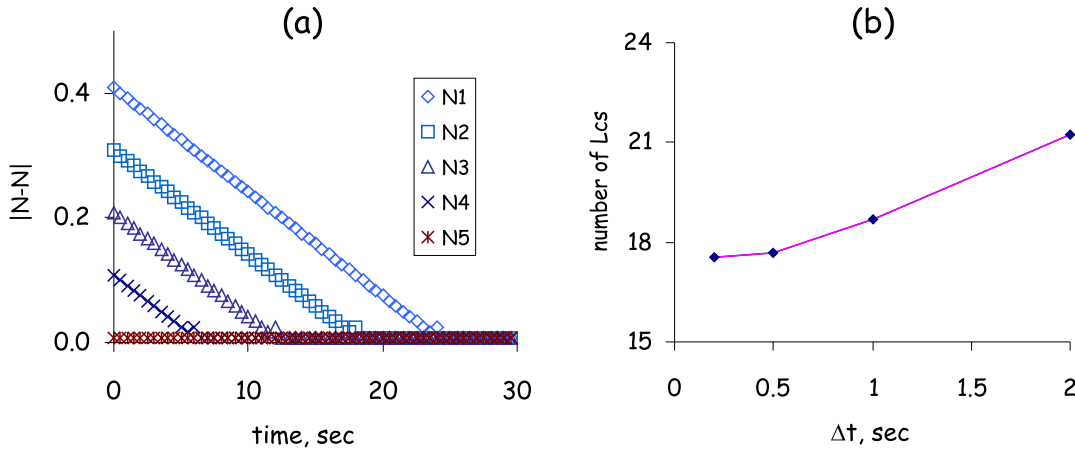 (a)
|N-N|
0.4
0.2
0.0
0
10
20
30
time, sec
N1
N2
N3
N4
N5
(b)
number of Lcs
24
21
18
15
0
0.5
1
1.5
2
Δt, sec